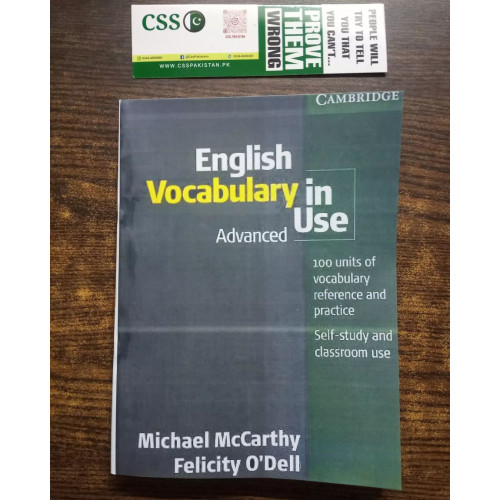 CSS
WWW.CSSPAKISTAN.PK
PROVE
THEM
WRONG
PEOPLE WILL
TRY TO TELL
YOU THAT
YOU CAN'T...
CAMBRIDGE
English
Vocabulary in
Use
Advanced
100 units of
vocabulary
reference and
practice
Self-study and
classroom use
Michael McCarthy
Felicity O'Dell